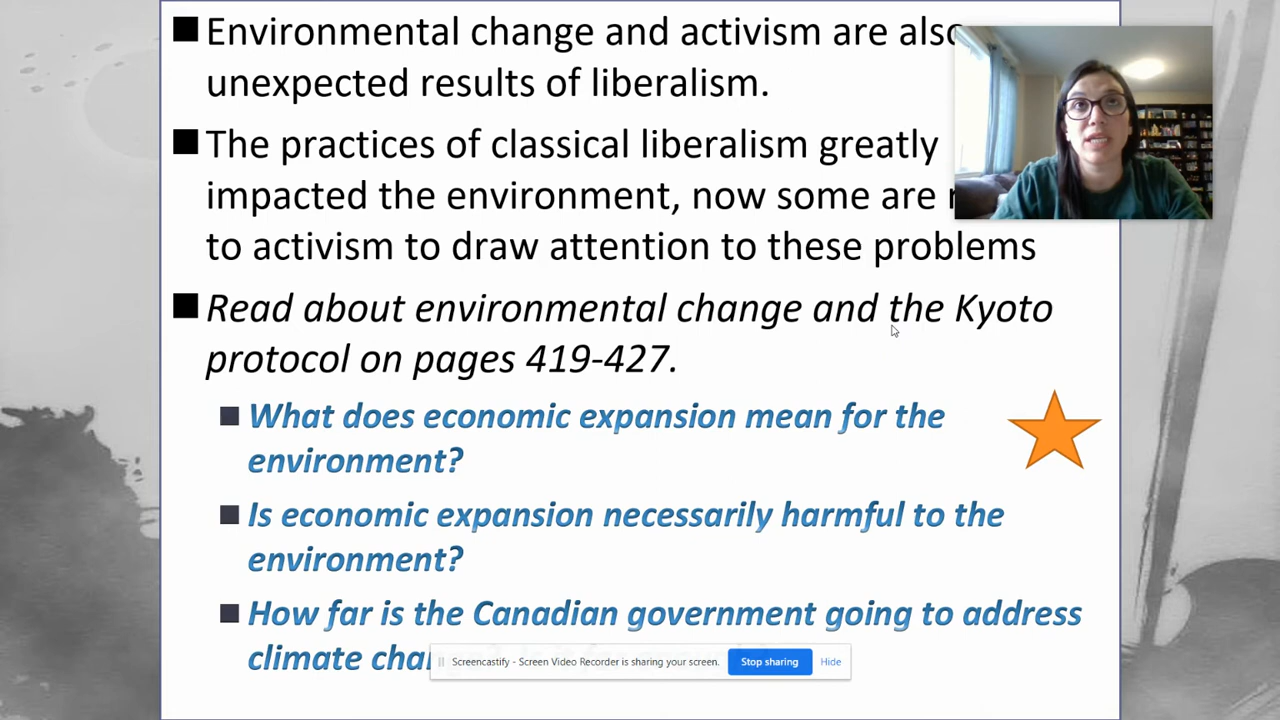 Environmental change and activism are also
unexpected results of liberalism.
The practices of classical liberalism greatly
impacted the environment, now some are
to activism to draw attention to these problems
Read about environmental change and the Kyoto
protocol on pages 419-427.
What does economic expansion mean for the
environment?
Is economic expansion necessarily harmful to the
environment?
How far is the Canadian government going to address
climate
Screencastify - Screen Video Recorder is sharing your screen. Stop sharing Hide